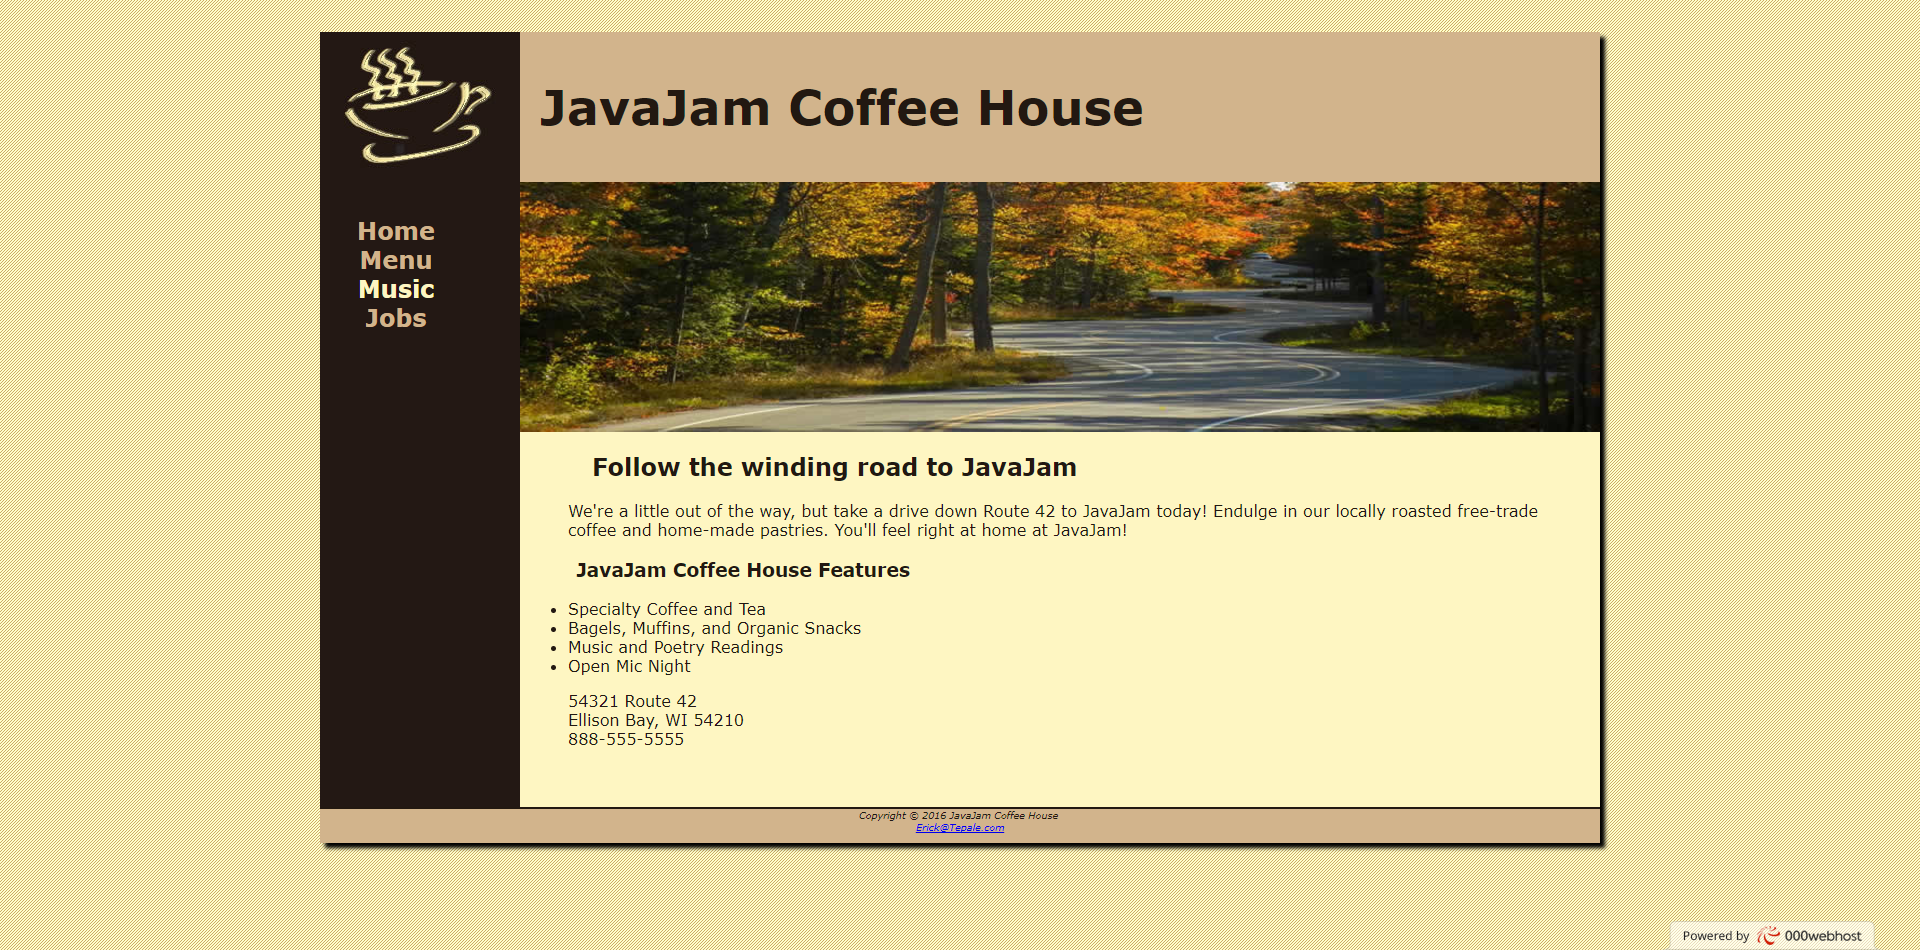 JavaJam Coffee House
Home
Menu
Music
Jobs
Follow the winding road to JavaJam
We're a little out of the way, but take a drive down Route 42 to JavaJam today! Endulge in our locally roasted free-trade
coffee and home-made pastries. You'll feel right at home at JavaJam!
JavaJam Coffee House Features
• Specialty Coffee and Tea
• Bagels, Muffins, and Organic Snacks
• Music and Poetry Readings
• Open Mic Night
54321 Route 42
Ellison Bay, WI 54210
888-555-5555
Copyright © 2016 JavaJam Coffee House
Erick@Tepale.com
Powered by 000webhost